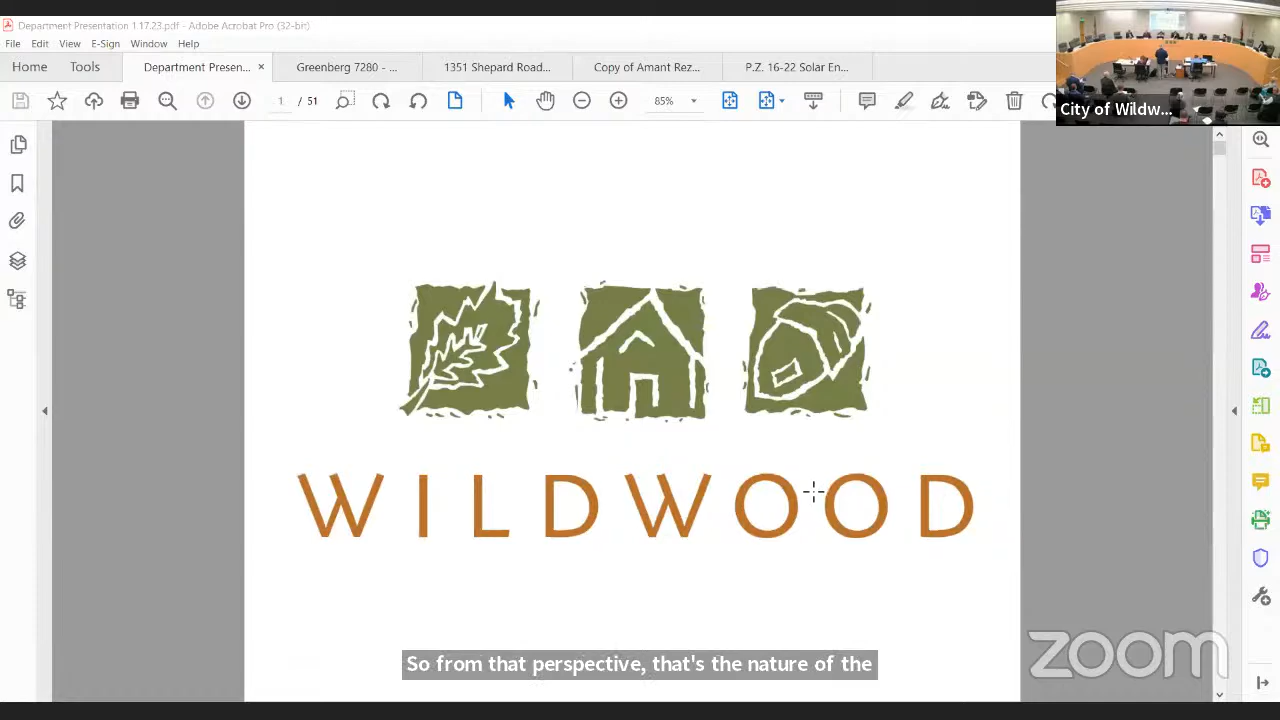 Department Presentation 1.17.23.pdf - Adobe Acrobat Pro (32-bit)
File Edit View E-Sign Window Help
Home Tools Department Presen... × Greenberg 7280 - ... 1351 Shepard Road... Copy of Amant Rez... P.Z. 16-22 Solar En...
1 / 51 85%
City of Wildw...
WILDWOOD
So from that perspective, that's the nature of the
zoom